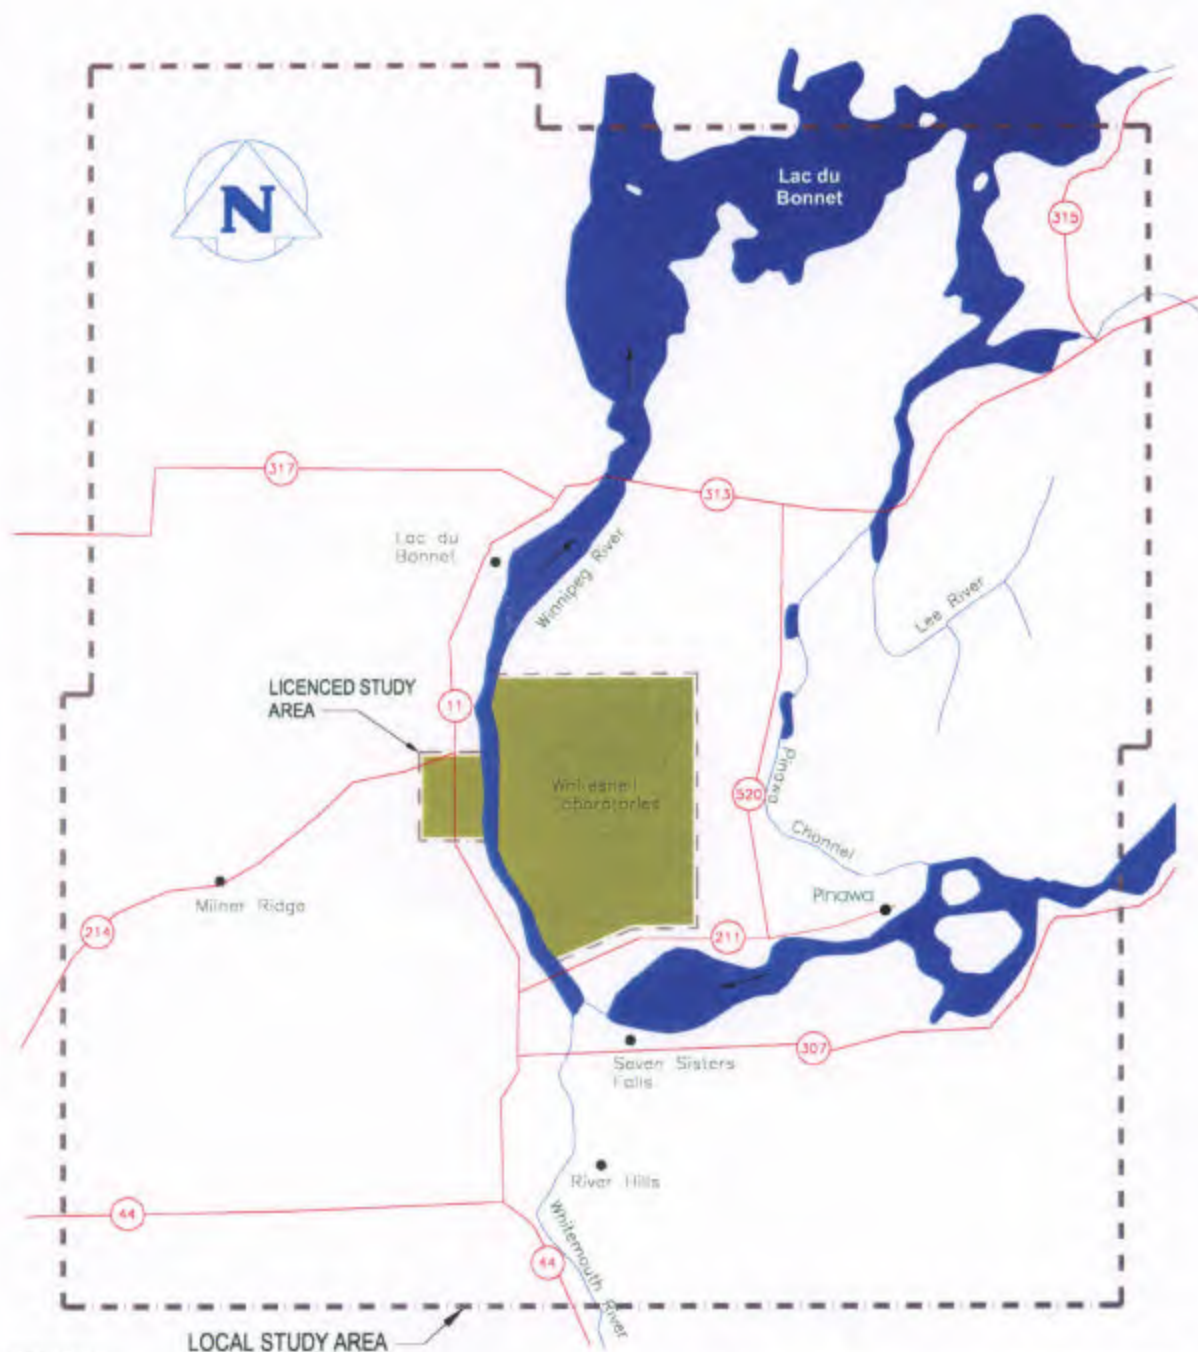 N
Lac du
Bonnet
315
317
313
Lac du
Bonnet
Winnipeg River
Lee River
LICENCED STUDY
AREA
11
Whiteshell
Laboratories
Pinawa
Channel
520
Pinawa
Milner Ridge
214
211
307
Seven Sisters
Falls
River Hills
44
Whitemouth River
44
LOCAL STUDY AREA